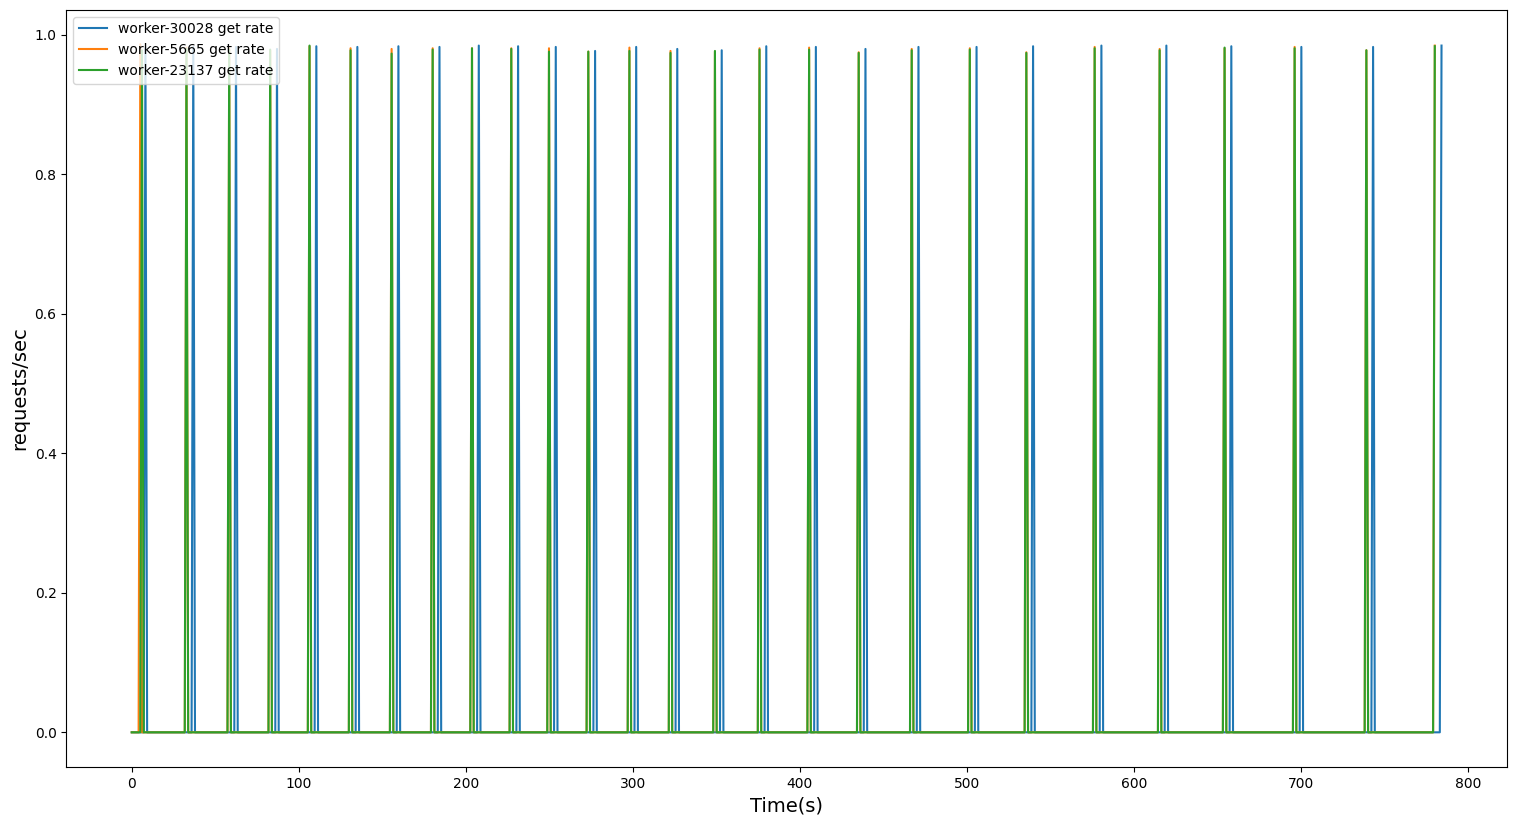 worker-30028 get rate
worker-5665 get rate
worker-23137 get rate
1.0
0.8
0.6
0.4
0.2
0.0
requests/sec
0 100 200 300 400 500 600 700 800
Time(s)